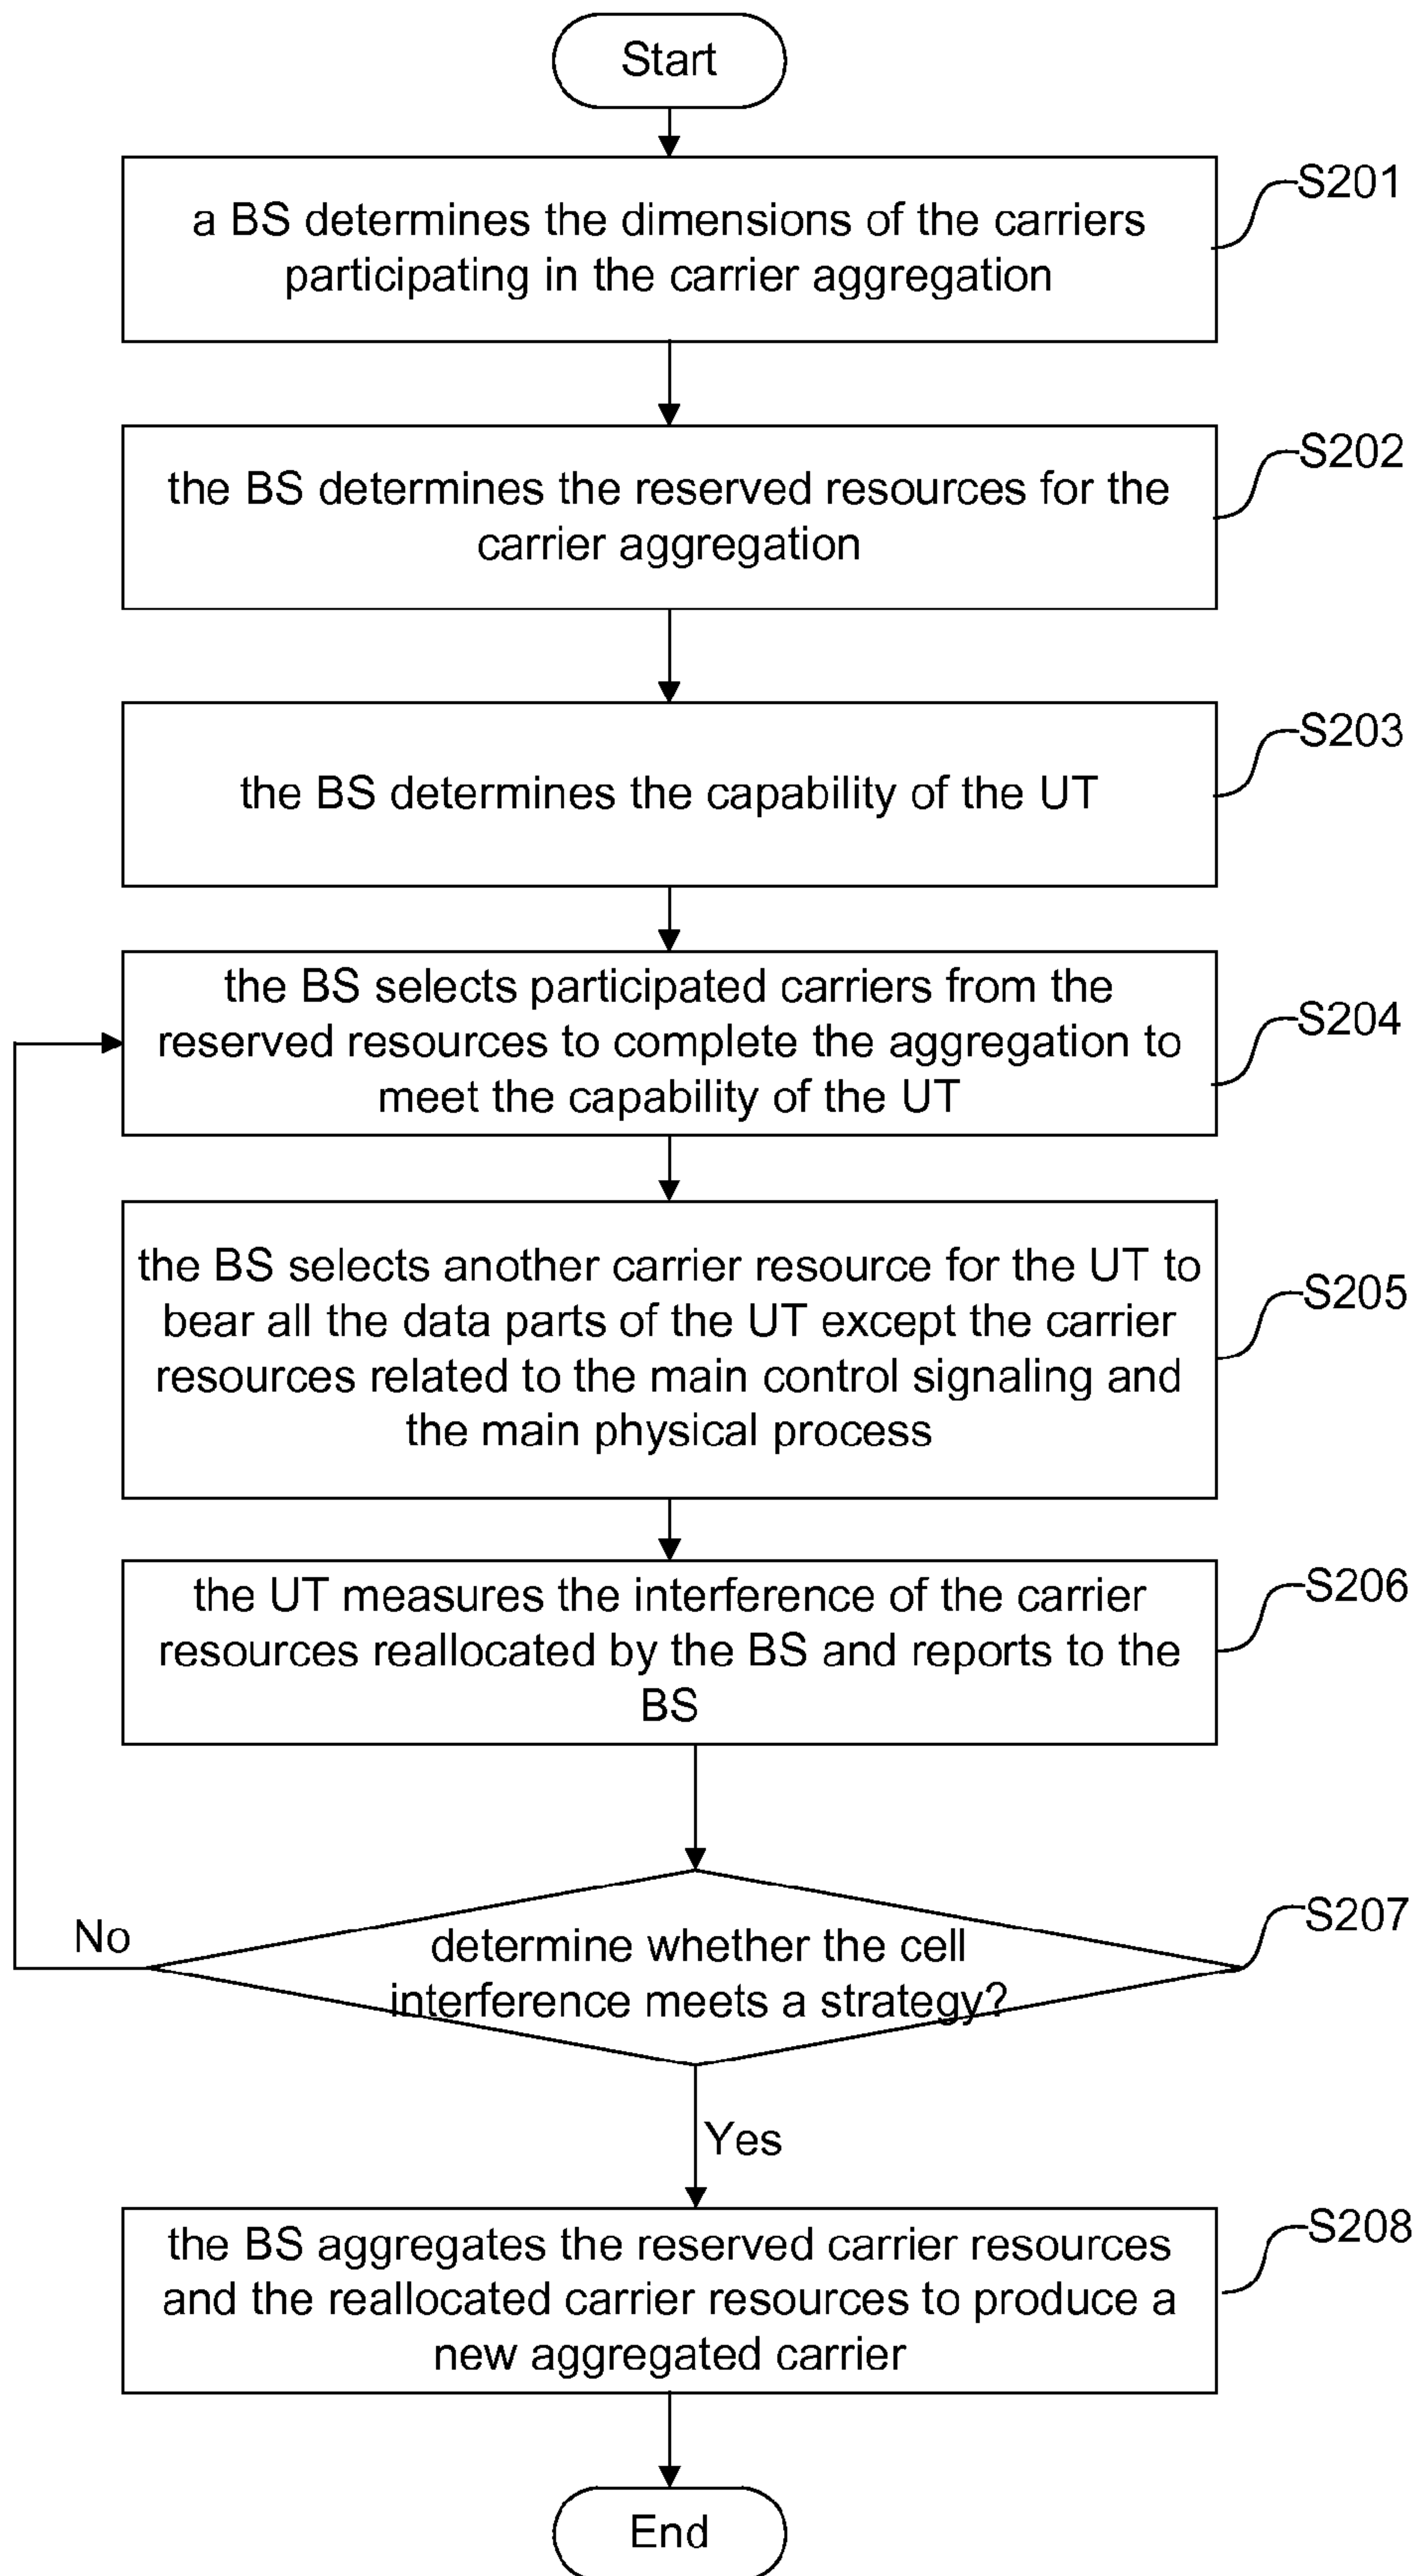 Start
S201
a BS determines the dimensions of the carriers
participating in the carrier aggregation
S202
the BS determines the reserved resources for the
carrier aggregation
S203
the BS determines the capability of the UT
the BS selects participated carriers from the
S204
reserved resources to complete the aggregation to
meet the capability of the UT
the BS selects another carrier resource for the UT to
S205
bear all the data parts of the UT except the carrier
resources related to the main control signaling and
the main physical process
S206
the UT measures the interference of the carrier
resources reallocated by the BS and reports to the
BS
S207
No
determine whether the cell
interference meets a strategy?
Yes
S208
the BS aggregates the reserved carrier resources
and the reallocated carrier resources to produce a
new aggregated carrier
End